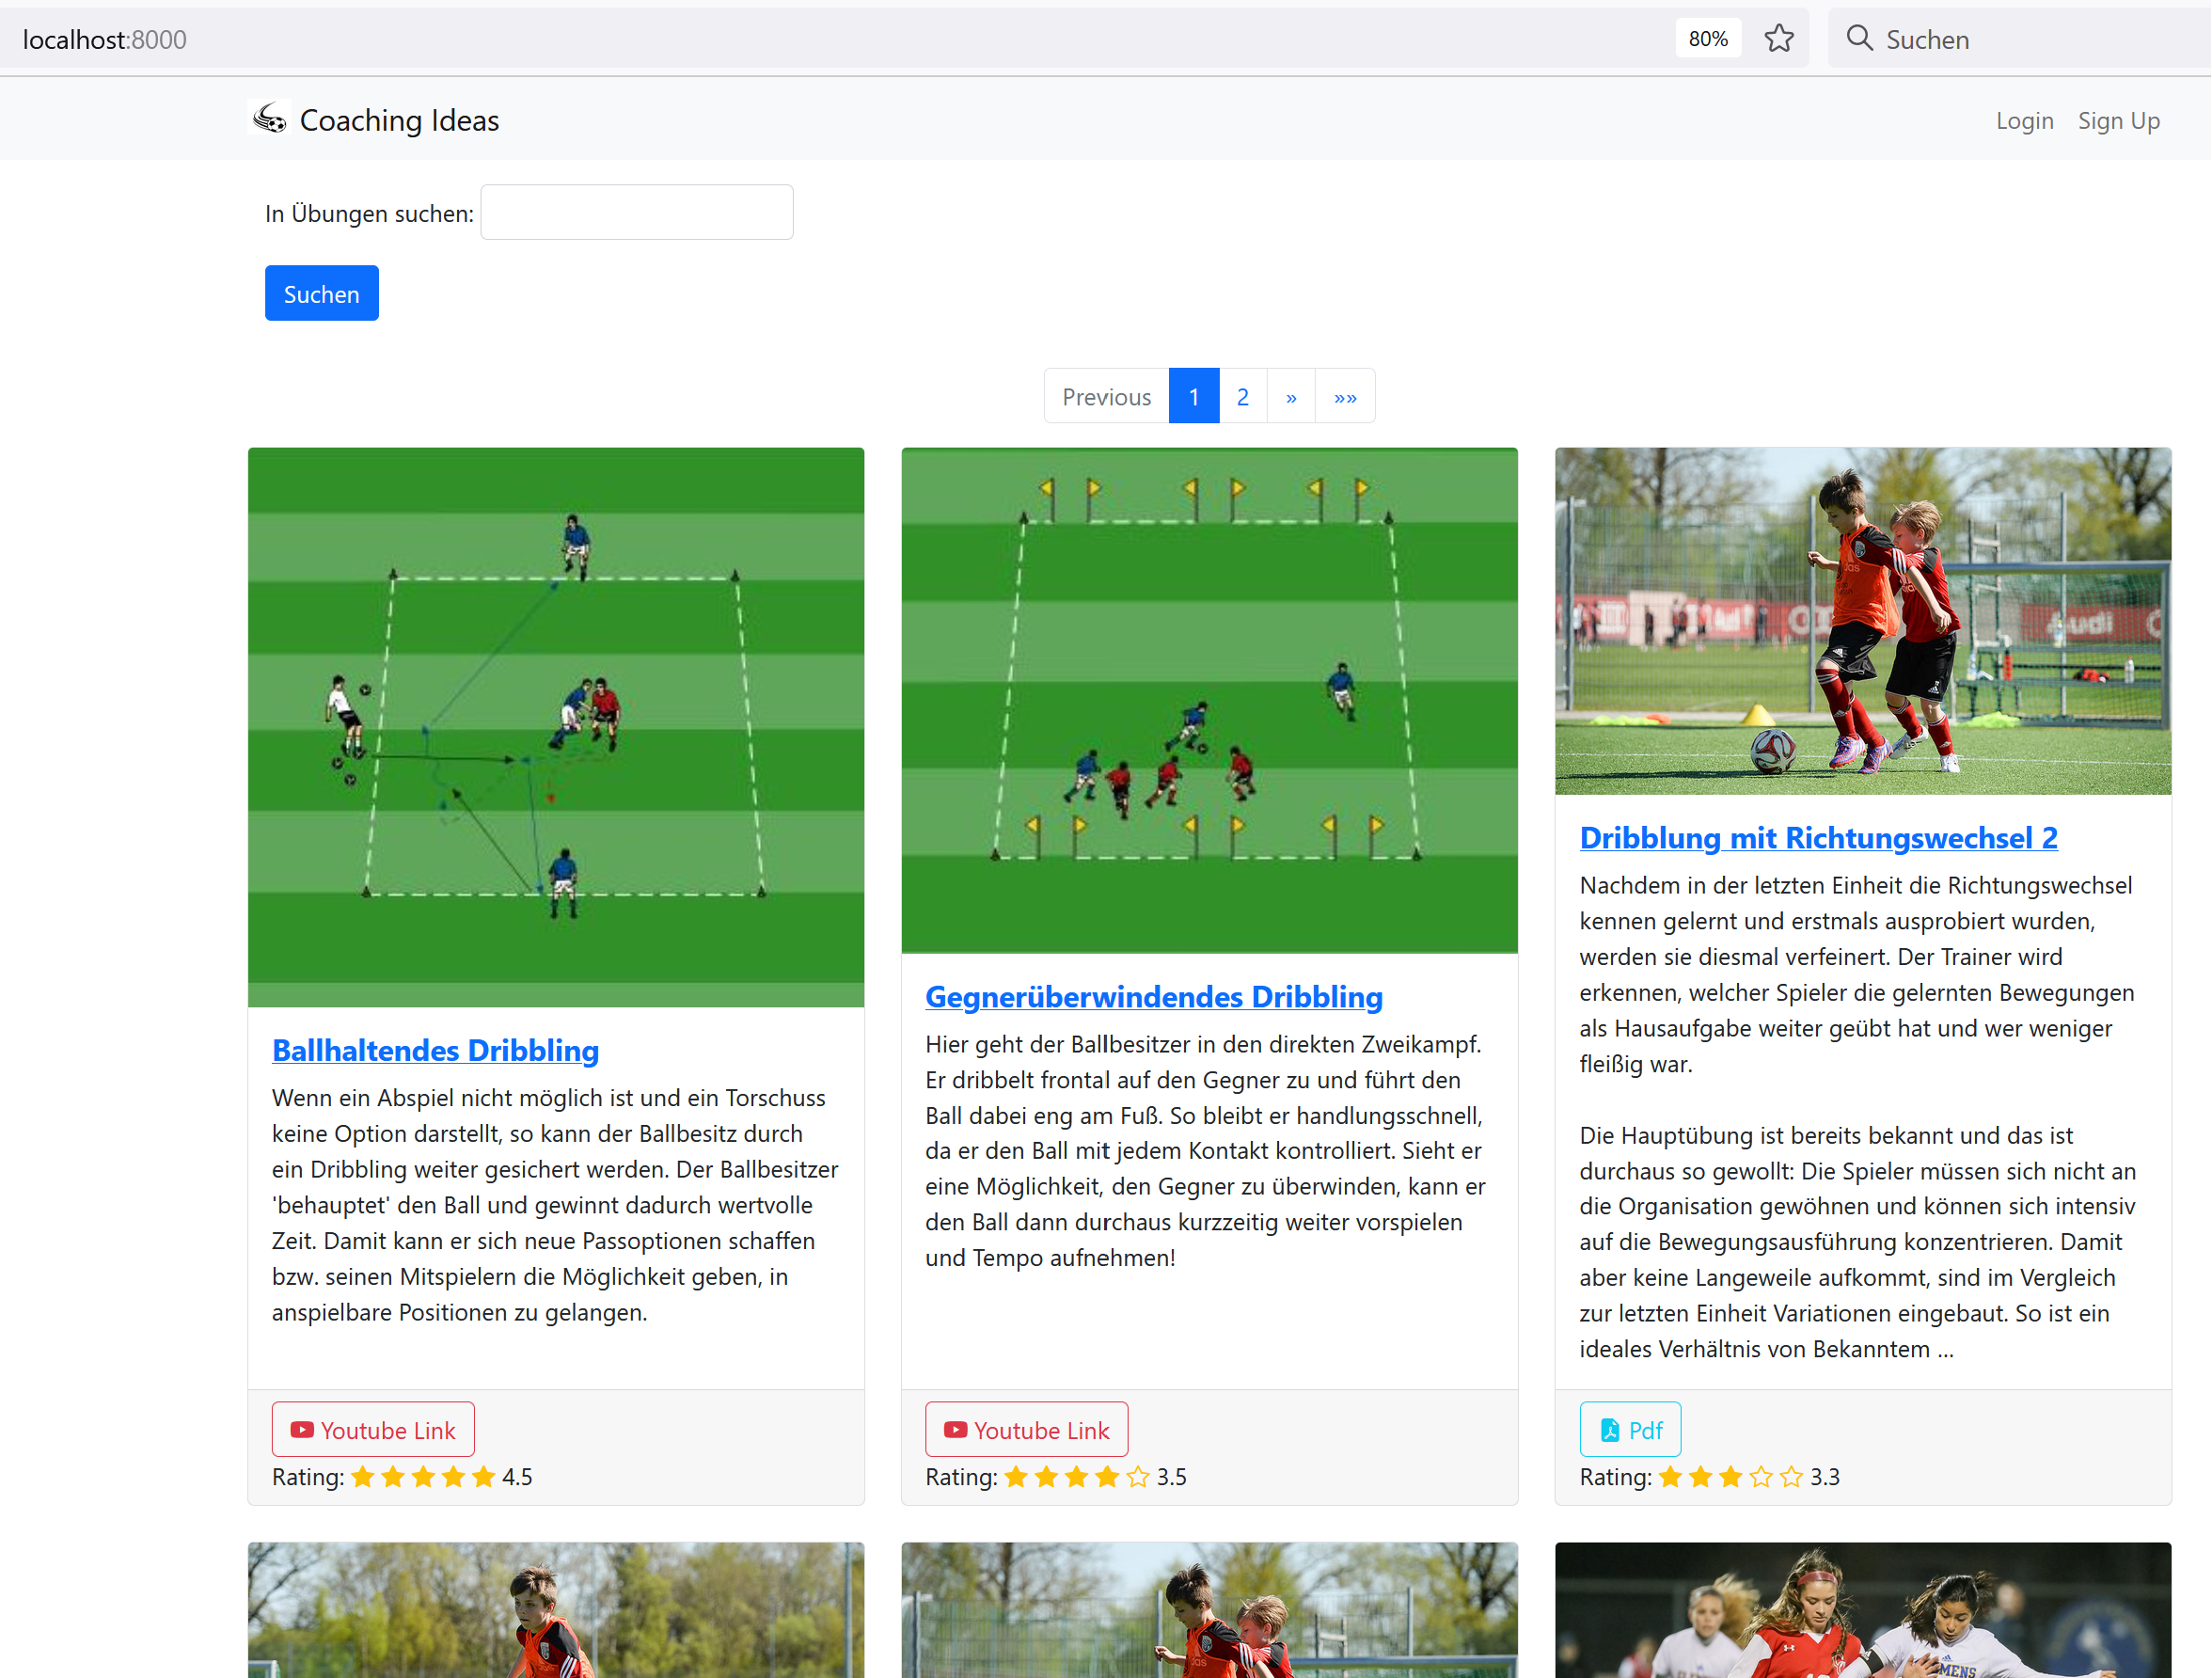 localhost:8000
80%
Suchen
Coaching Ideas
Login Sign Up
In Übungen suchen:
Suchen
Previous 1 2 » »»
Ballhaltendes Dribbling
Wenn ein Abspiel nicht möglich ist und ein Torschuss
keine Option darstellt, so kann der Ballbesitz durch
ein Dribbling weiter gesichert werden. Der Ballbesitzer
'behauptet' den Ball und gewinnt dadurch wertvolle
Zeit. Damit kann er sich neue Passoptionen schaffen
bzw. seinen Mitspielern die Möglichkeit geben, in
anspielbare Positionen zu gelangen.
Youtube Link
Rating: 4.5
Gegnerüberwindendes Dribbling
Hier geht der Ballbesitzer in den direkten Zweikampf.
Er dribbelt frontal auf den Gegner zu und führt den
Ball dabei eng am Fuß. So bleibt er handlungsschnell,
da er den Ball mit jedem Kontakt kontrolliert. Sieht er
eine Möglichkeit, den Gegner zu überwinden, kann er
den Ball dann durchaus kurzzeitig weiter vorspielen
und Tempo aufnehmen!
Youtube Link
Rating: 3.5
Audi
Dribblung mit Richtungswechsel 2
Nachdem in der letzten Einheit die Richtungswechsel
kennen gelernt und erstmals ausprobiert wurden,
werden sie diesmal verfeinert. Der Trainer wird
erkennen, welcher Spieler die gelernten Bewegungen
als Hausaufgabe weiter geübt hat und wer weniger
fleißig war.
Die Hauptübung ist bereits bekannt und das ist
durchaus so gewollt: Die Spieler müssen sich nicht an
die Organisation gewöhnen und können sich intensiv
auf die Bewegungsausführung konzentrieren. Damit
aber keine Langeweile aufkommt, sind im Vergleich
zur letzten Einheit Variationen eingebaut. So ist ein
ideales Verhältnis von Bekanntem ...
Pdf
Rating: 3.3